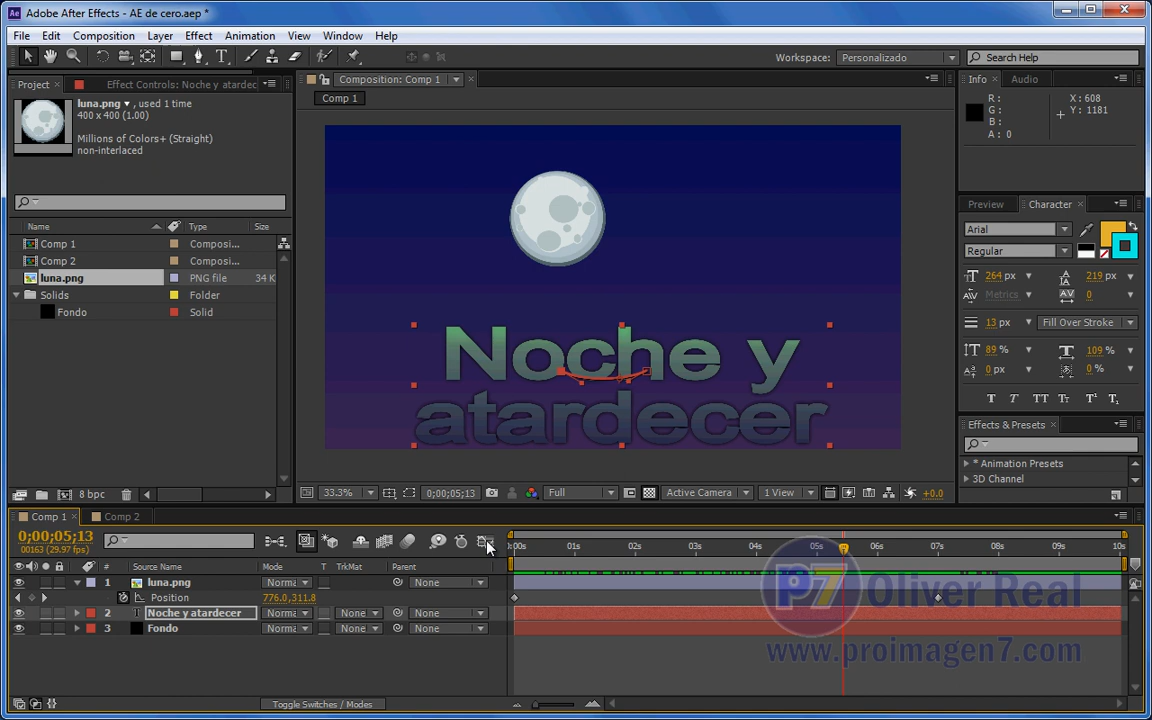 Adobe After Effects - AE de cero.aep *
File Edit Composition Layer Effect Animation View Window Help
Workspace: Personalizado
Search Help
Project Effect Controls: Noche y atardec
luna.png , used 1 time
400 x 400 (1.00)
Millions of Colors+ (Straight)
non-interlaced
Name Type Size
Comp 1 Composi...
Comp 2 Composi...
luna.png PNG file 34 K
Solids Folder
Fondo Solid
8 bpc
Composition: Comp 1
Comp 1
Noche y
atardecer
33.3% 0;00;05;13 Full Active Camera 1 View +0.0
Info Audio
R: X: 608
G: Y: 1181
B:
A: 0
Preview Character
Arial
Regular
264 px 219 px
Metrics 0
13 px Fill Over Stroke
89 % 109 %
0 px 0 %
T T TT Tт T¹ T₁
Effects & Presets
* Animation Presets
3D Channel
Comp 1 Comp 2
0;00;05;13
00163 (29.97 fps)
0:00s 01s 02s 03s 04s 05s 06s 07s 08s 09s 10s
# Source Name Mode T TrkMat Parent
1 luna.png Norma None
Position 776.0,311.8
2 Noche y atardecer Norma None None
3 Fondo Norma None None
Toggle Switches / Modes
P7 Oliver Real
www.proimagen7.com